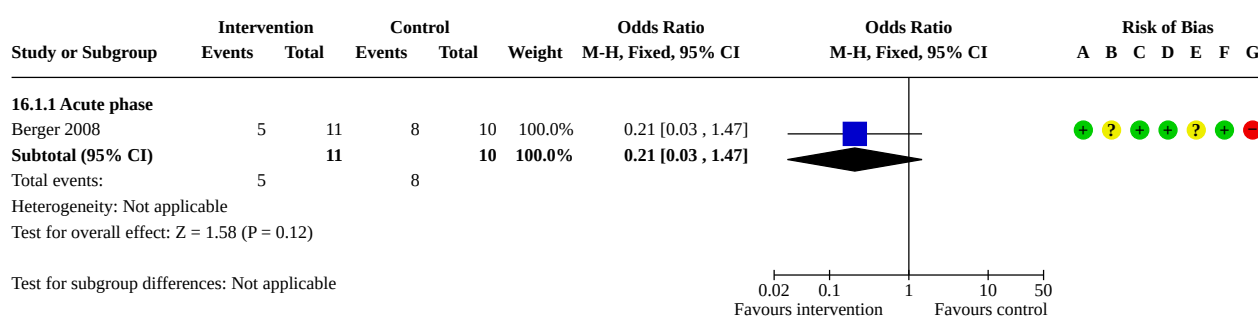 Intervention Control Odds Ratio Odds Ratio Risk of Bias
Study or Subgroup Events Total Events Total Weight M-H, Fixed, 95% CI M-H, Fixed, 95% CI A B C D E F G
16.1.1 Acute phase
Berger 2008 5 11 8 10 100.0% 0.21 [0.03 , 1.47] + ? + + ? + −
Subtotal (95% CI) 11 10 100.0% 0.21 [0.03 , 1.47]
Total events: 5 8
Heterogeneity: Not applicable
Test for overall effect: Z = 1.58 (P = 0.12)
Test for subgroup differences: Not applicable
0.02 0.1 1 10 50
Favours intervention Favours control